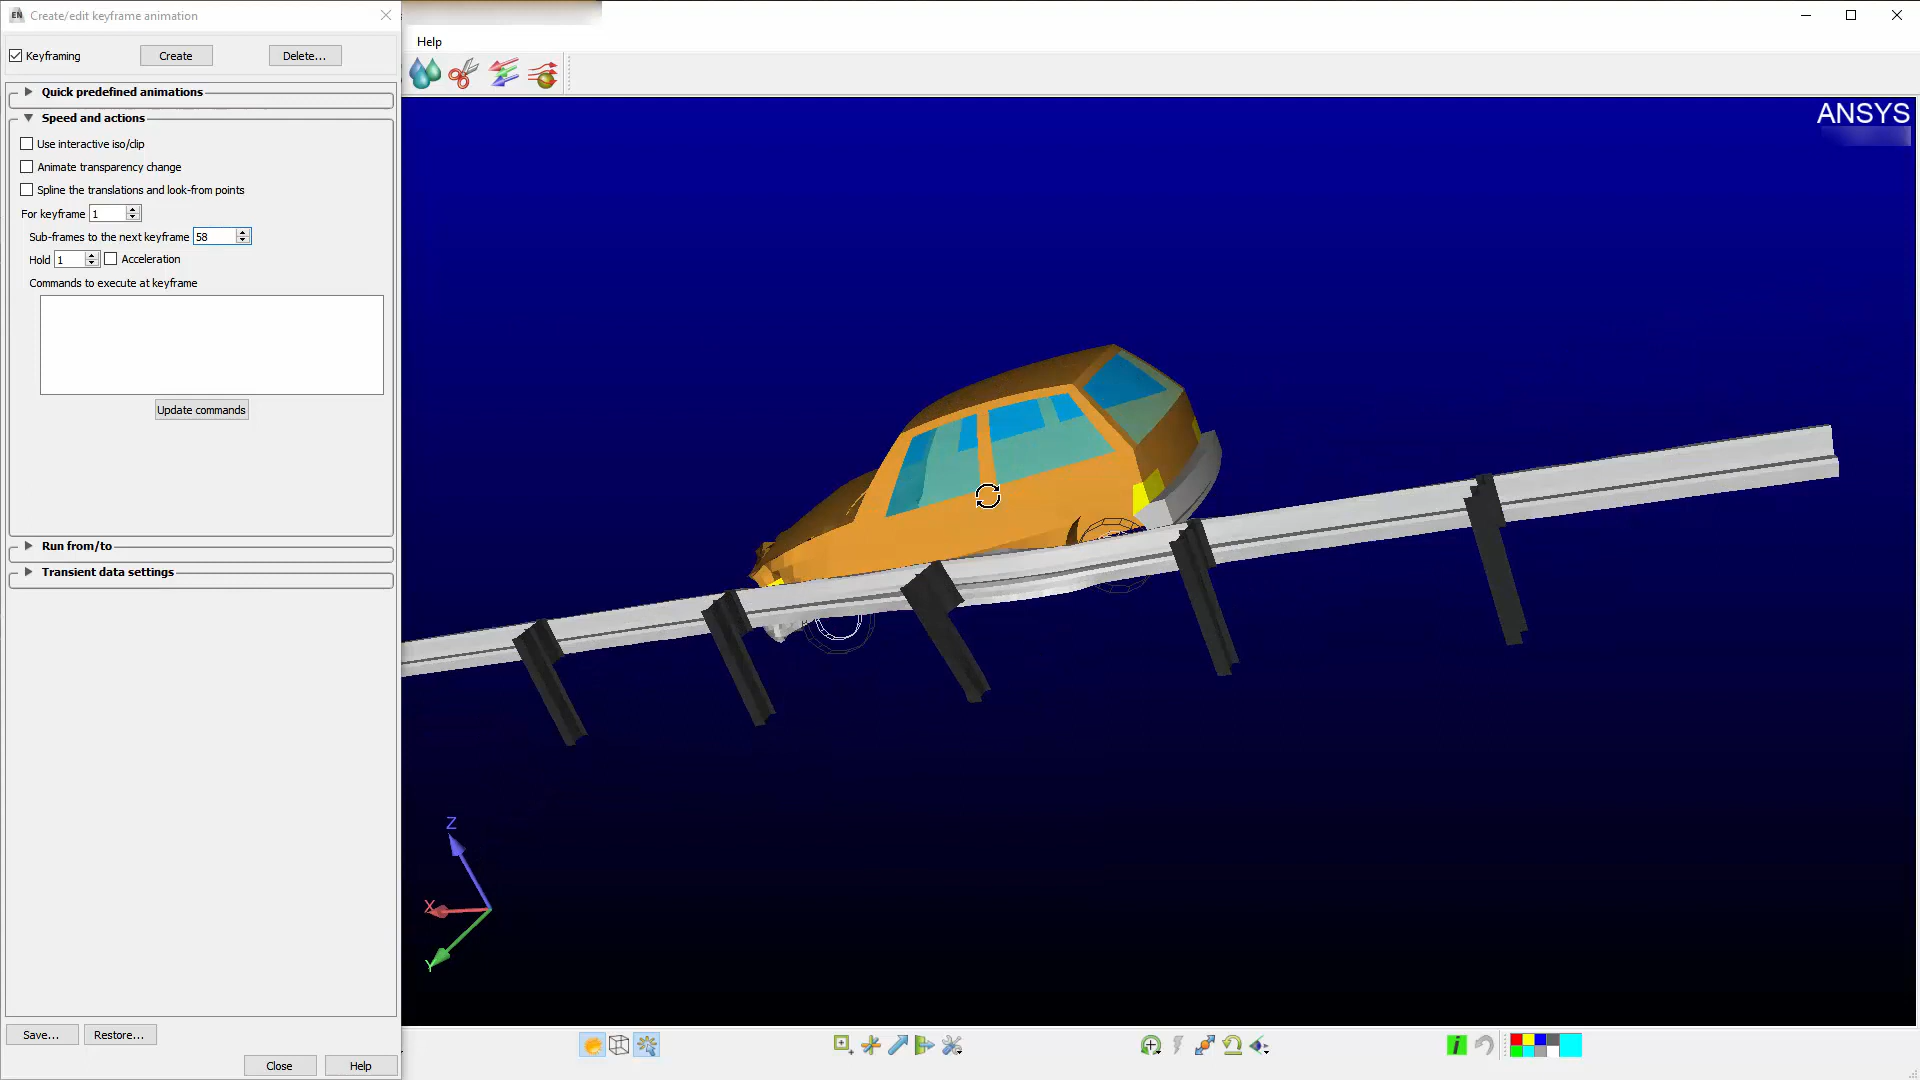 EN Create/edit keyframe animation
Help
Keyframing Create Delete...
Quick predefined animations
Speed and actions
Use interactive iso/clip
Animate transparency change
Spline the translations and look-from points
For keyframe 1
Sub-frames to the next keyframe 58
Hold 1 Acceleration
Commands to execute at keyframe
Update commands
Run from/to
Transient data settings
Save... Restore...
Close Help
ANSYS
Z
X
Y
i